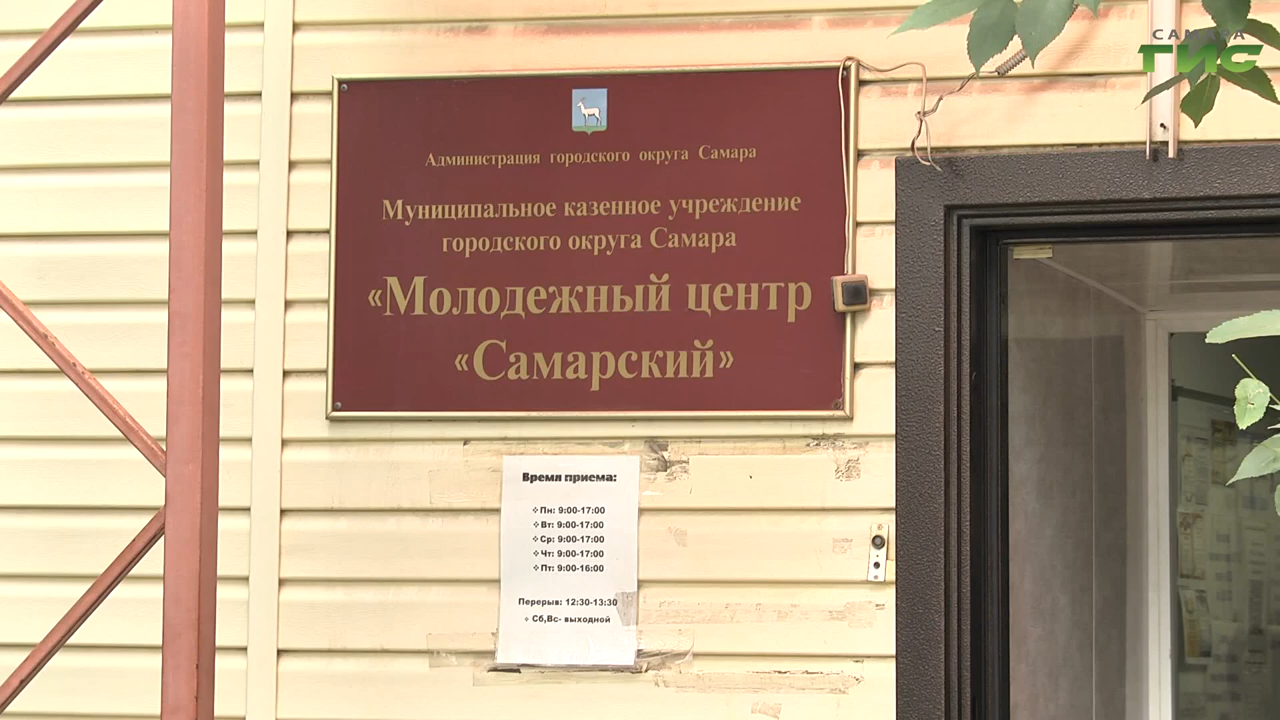 САМАРА
ГИС
Администрация городского округа Самара
Муниципальное казенное учреждение
городского округа Самара
«Молодежный центр
«Самарский»
Время приема:
❖Пн: 9:00-17:00
❖Вт: 9:00-17:00
❖Ср: 9:00-17:00
❖Чт: 9:00-17:00
❖Пт: 9:00-16:00
Перерыв: 12:30-13:30
❖ Сб,Вс- выходной